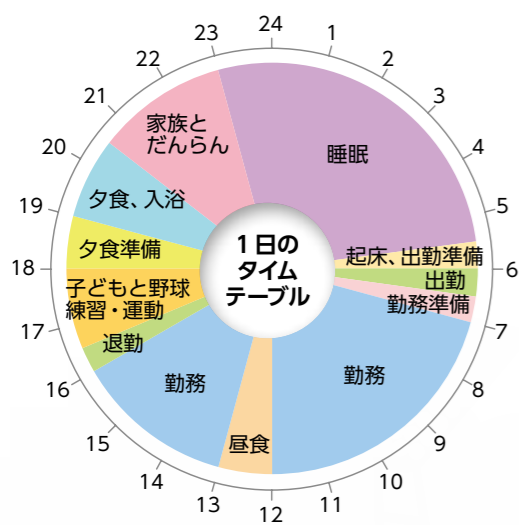 24
1
2
3
4
5
6
7
8
9
10
11
12
13
14
15
16
17
18
19
20
21
22
23
1日の
タイム
テーブル
睡眠
起床、出勤準備
出勤
勤務準備
勤務
昼食
勤務
退勤
子どもと野球
練習・運動
夕食準備
夕食、入浴
家族と
だんらん